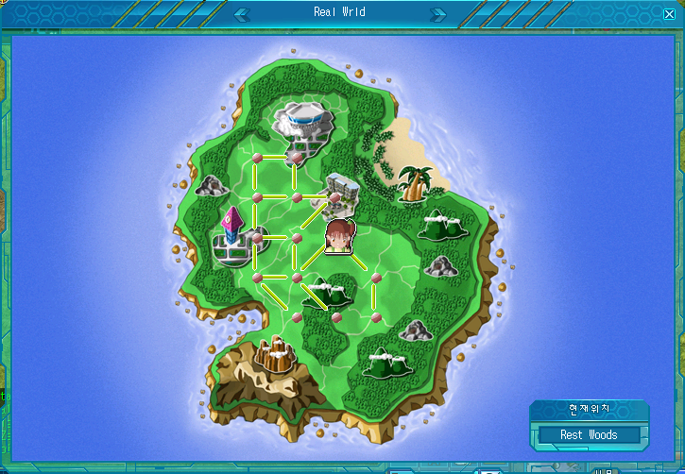 Real Wrld
현재위치
Rest Woods